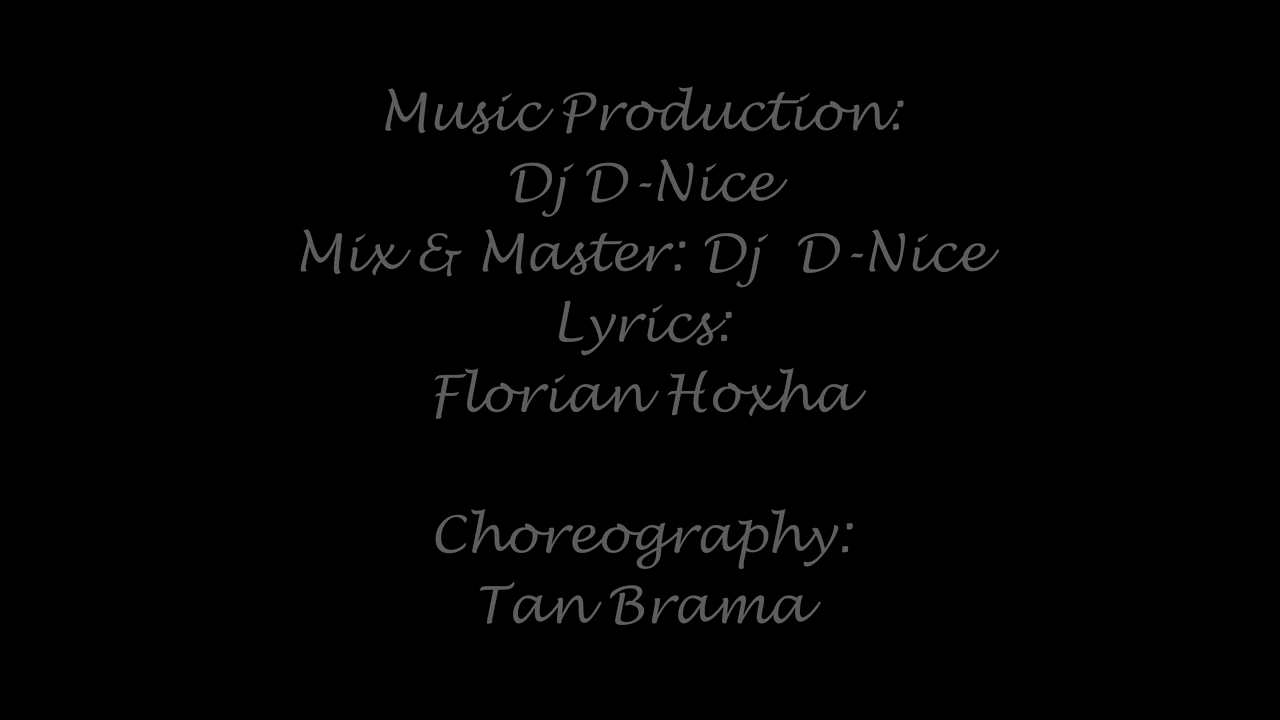 Music Production:
Dj D-Nice
Mix & Master: Dj  D-Nice
Lyrics:
Florian Hoxha
Choreography:
Tan Brama